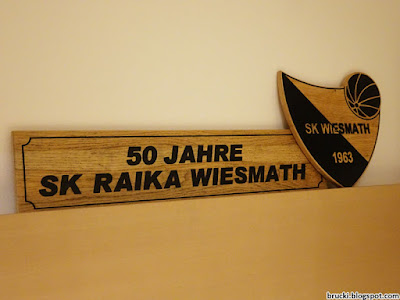 50 JAHRE
SK RAIKA WIESMATH
SK WIESMATH
1963
brucki.blogspot.com